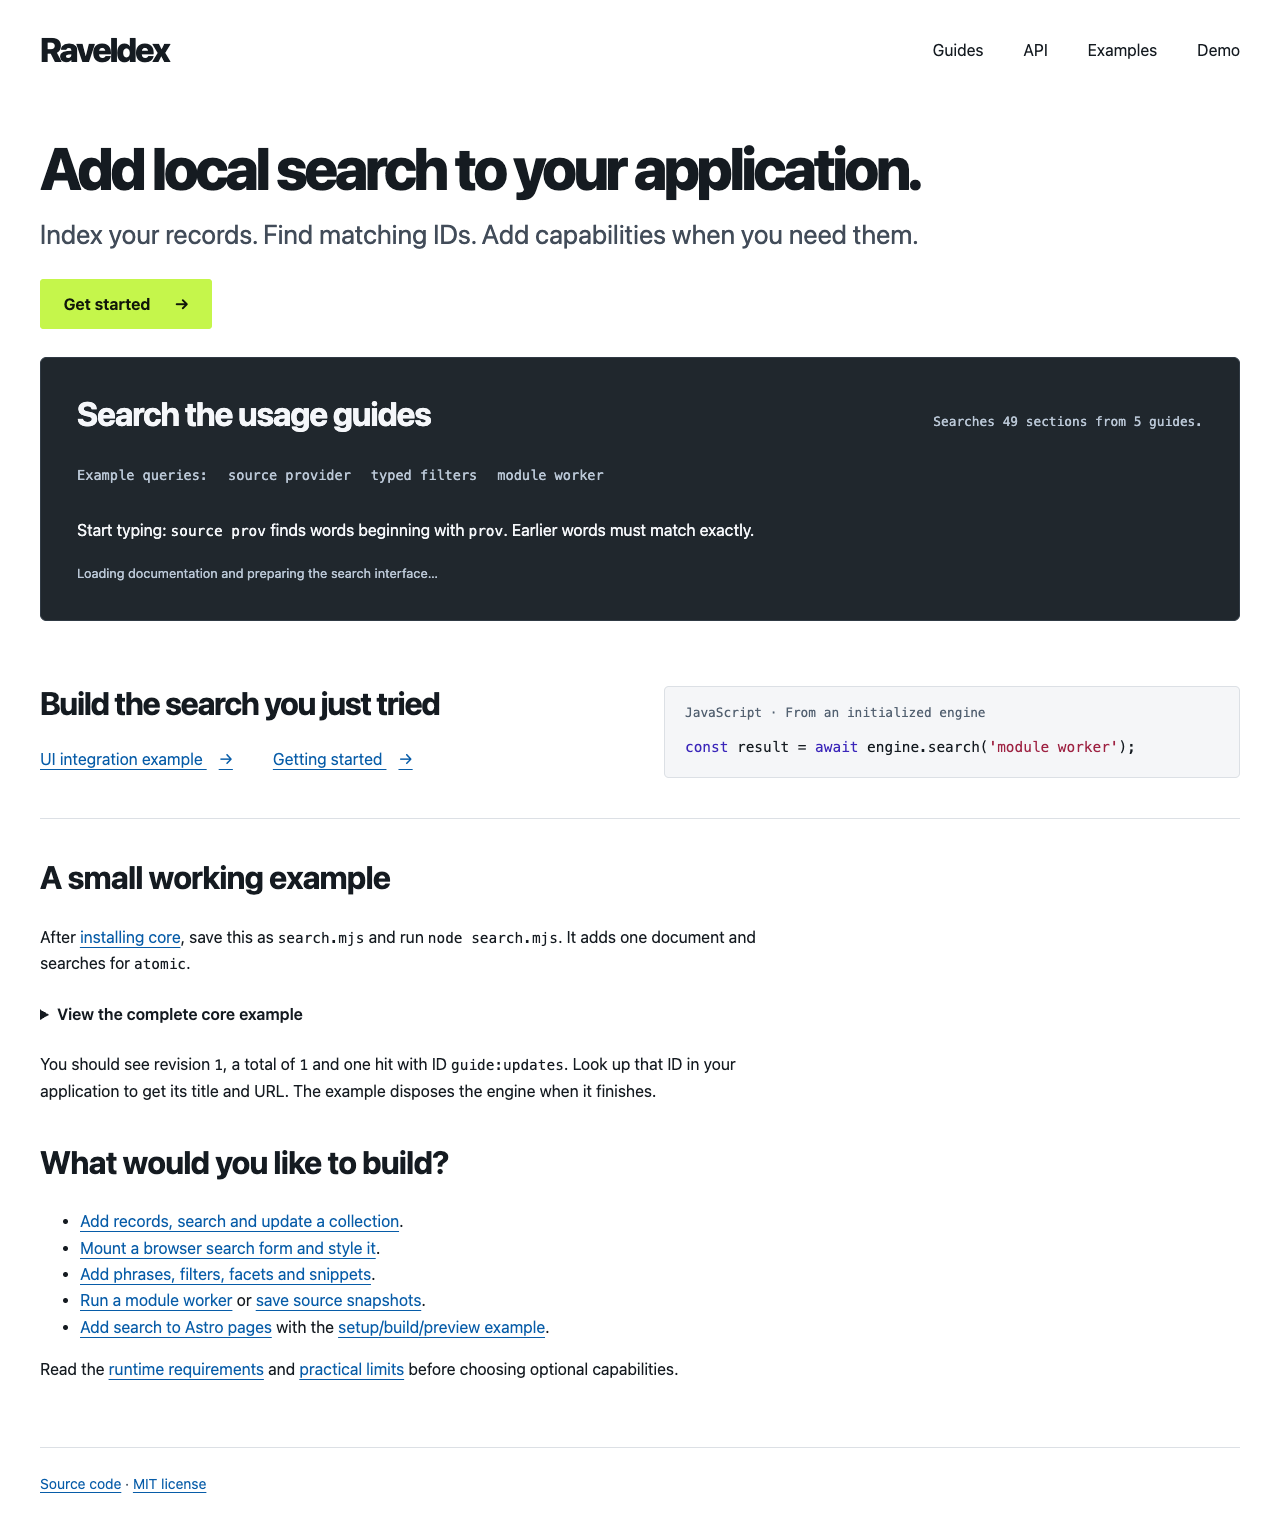 Raveldex
Guides API Examples Demo
Add local search to your application.
Index your records. Find matching IDs. Add capabilities when you need them.
Get started →
Search the usage guides
Searches 49 sections from 5 guides.
Example queries: source provider typed filters module worker
Start typing: source prov finds words beginning with prov. Earlier words must match exactly.
Loading documentation and preparing the search interface…
Build the search you just tried
UI integration example → Getting started →
JavaScript · From an initialized engine
const result = await engine.search('module worker');
A small working example
After installing core, save this as search.mjs and run node search.mjs. It adds one document and
searches for atomic.
▶ View the complete core example
You should see revision 1, a total of 1 and one hit with ID guide:updates. Look up that ID in your
application to get its title and URL. The example disposes the engine when it finishes.
What would you like to build?
• Add records, search and update a collection.
• Mount a browser search form and style it.
• Add phrases, filters, facets and snippets.
• Run a module worker or save source snapshots.
• Add search to Astro pages with the setup/build/preview example.
Read the runtime requirements and practical limits before choosing optional capabilities.
Source code · MIT license